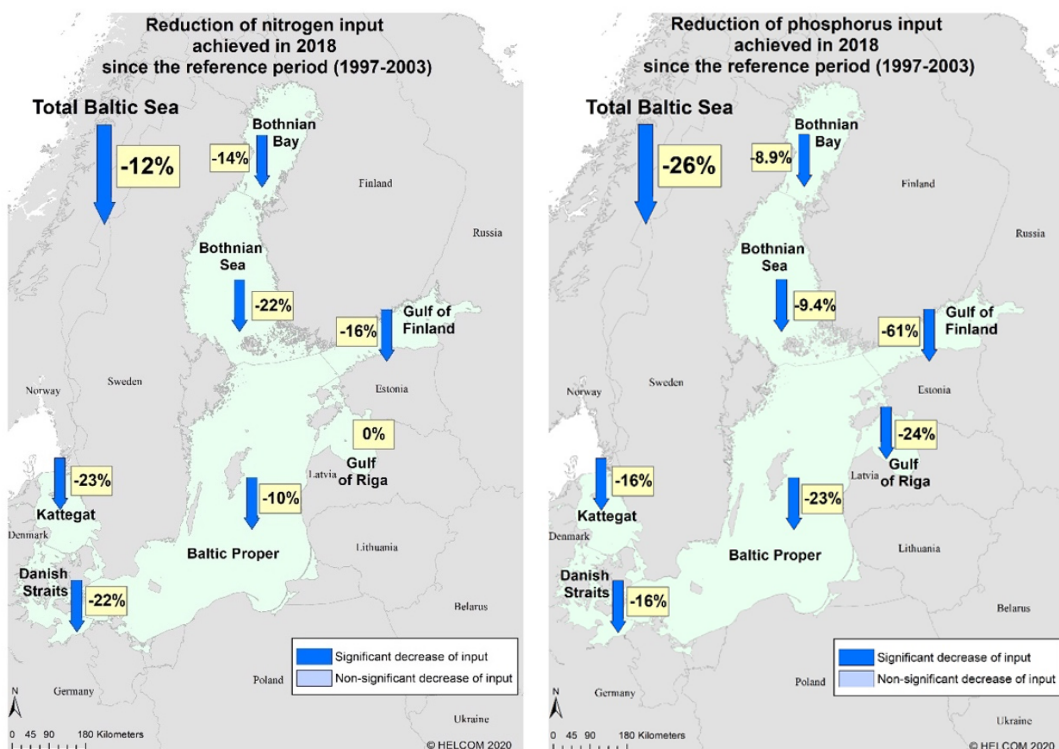 Reduction of nitrogen input
achieved in 2018
since the reference period (1997-2003)
Total Baltic Sea
-12%
Bothnian
Bay
-14%
Finland
Russia
Bothnian
Sea
-22%
Gulf of
Finland
-16%
Norway
Sweden
Estonia
0%
Gulf
of Riga
Latvia
-23%
Kattegat
-10%
Denmark
Baltic Proper
Lithuania
Danish
Straits
-22%
Belarus
Significant decrease of input
Non-significant decrease of input
Germany
Poland
Ukraine
N
0 45 90 180 Kilometers
© HELCOM 2020
Reduction of phosphorus input
achieved in 2018
since the reference period (1997-2003)
Total Baltic Sea
-26%
Bothnian
Bay
-8.9%
Finland
Russia
Bothnian
Sea
-9.4%
Gulf of
Finland
-61%
Norway
Sweden
Estonia
-24%
Gulf
of Riga
Latvia
-16%
Kattegat
-23%
Denmark
Baltic Proper
Lithuania
Danish
Straits
-16%
Belarus
Significant decrease of input
Non-significant decrease of input
Germany
Poland
Ukraine
N
0 45 90 180 Kilometers
© HELCOM 2020